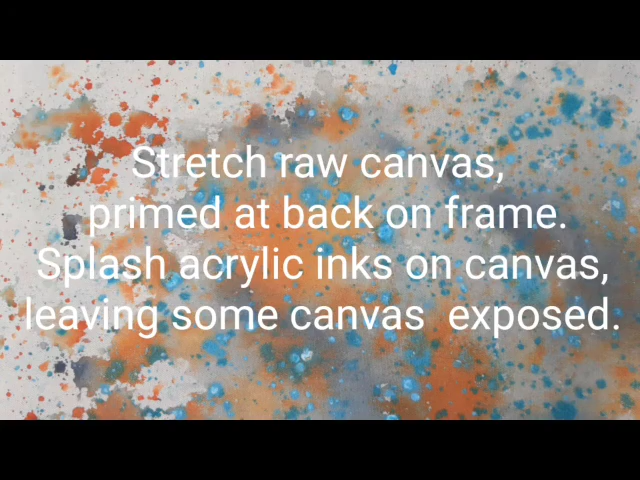 Stretch raw canvas,
primed at back on frame.
Splash acrylic inks on canvas,
leaving some canvas exposed.